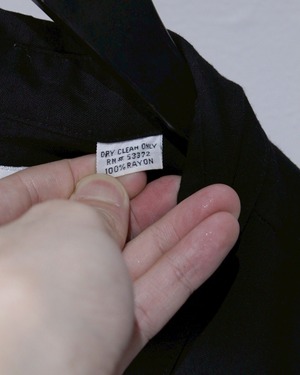 DRY CLEAN ONLY
RN# 53372
100% RAYON